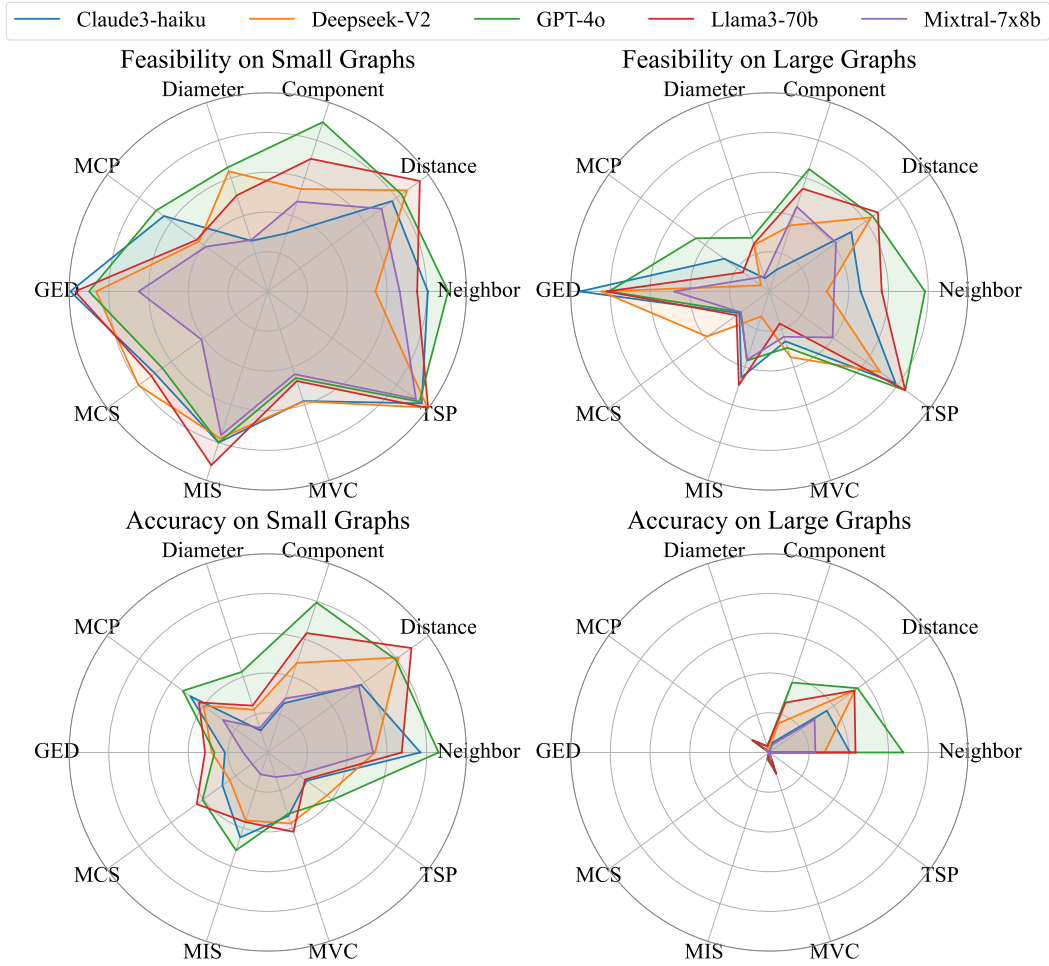 Claude3-haiku Deepseek-V2 GPT-4o Llama3-70b Mixtral-7x8b
Feasibility on Small Graphs
Diameter Component
MCP Distance
GED Neighbor
MCS TSP
MIS MVC
Feasibility on Large Graphs
Diameter Component
MCP Distance
GED Neighbor
MCS TSP
MIS MVC
Accuracy on Small Graphs
Diameter Component
MCP Distance
GED Neighbor
MCS TSP
MIS MVC
Accuracy on Large Graphs
Diameter Component
MCP Distance
GED Neighbor
MCS TSP
MIS MVC